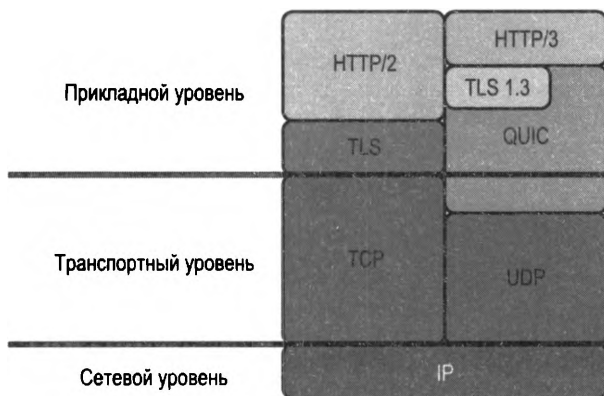 HTTP/2
HTTP/3
Прикладной уровень
TLS 1.3
TLS
QUIC
Транспортный уровень
TCP
UDP
Сетевой уровень
IP